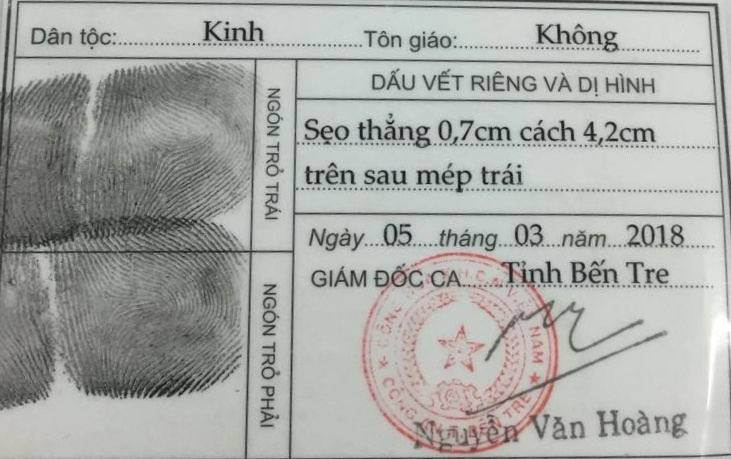 Dân tộc: Kinh Tôn giáo: Không
NGÓN TRỎ TRÁI
NGÓN TRỎ PHẢI
DẤU VẾT RIÊNG VÀ DỊ HÌNH
Sẹo thẳng 0,7cm cách 4,2cm
trên sau mép trái
Ngày 05 tháng 03 năm 2018
GIÁM ĐỐC CA Tỉnh Bến Tre
Nguyễn Văn Hoàng